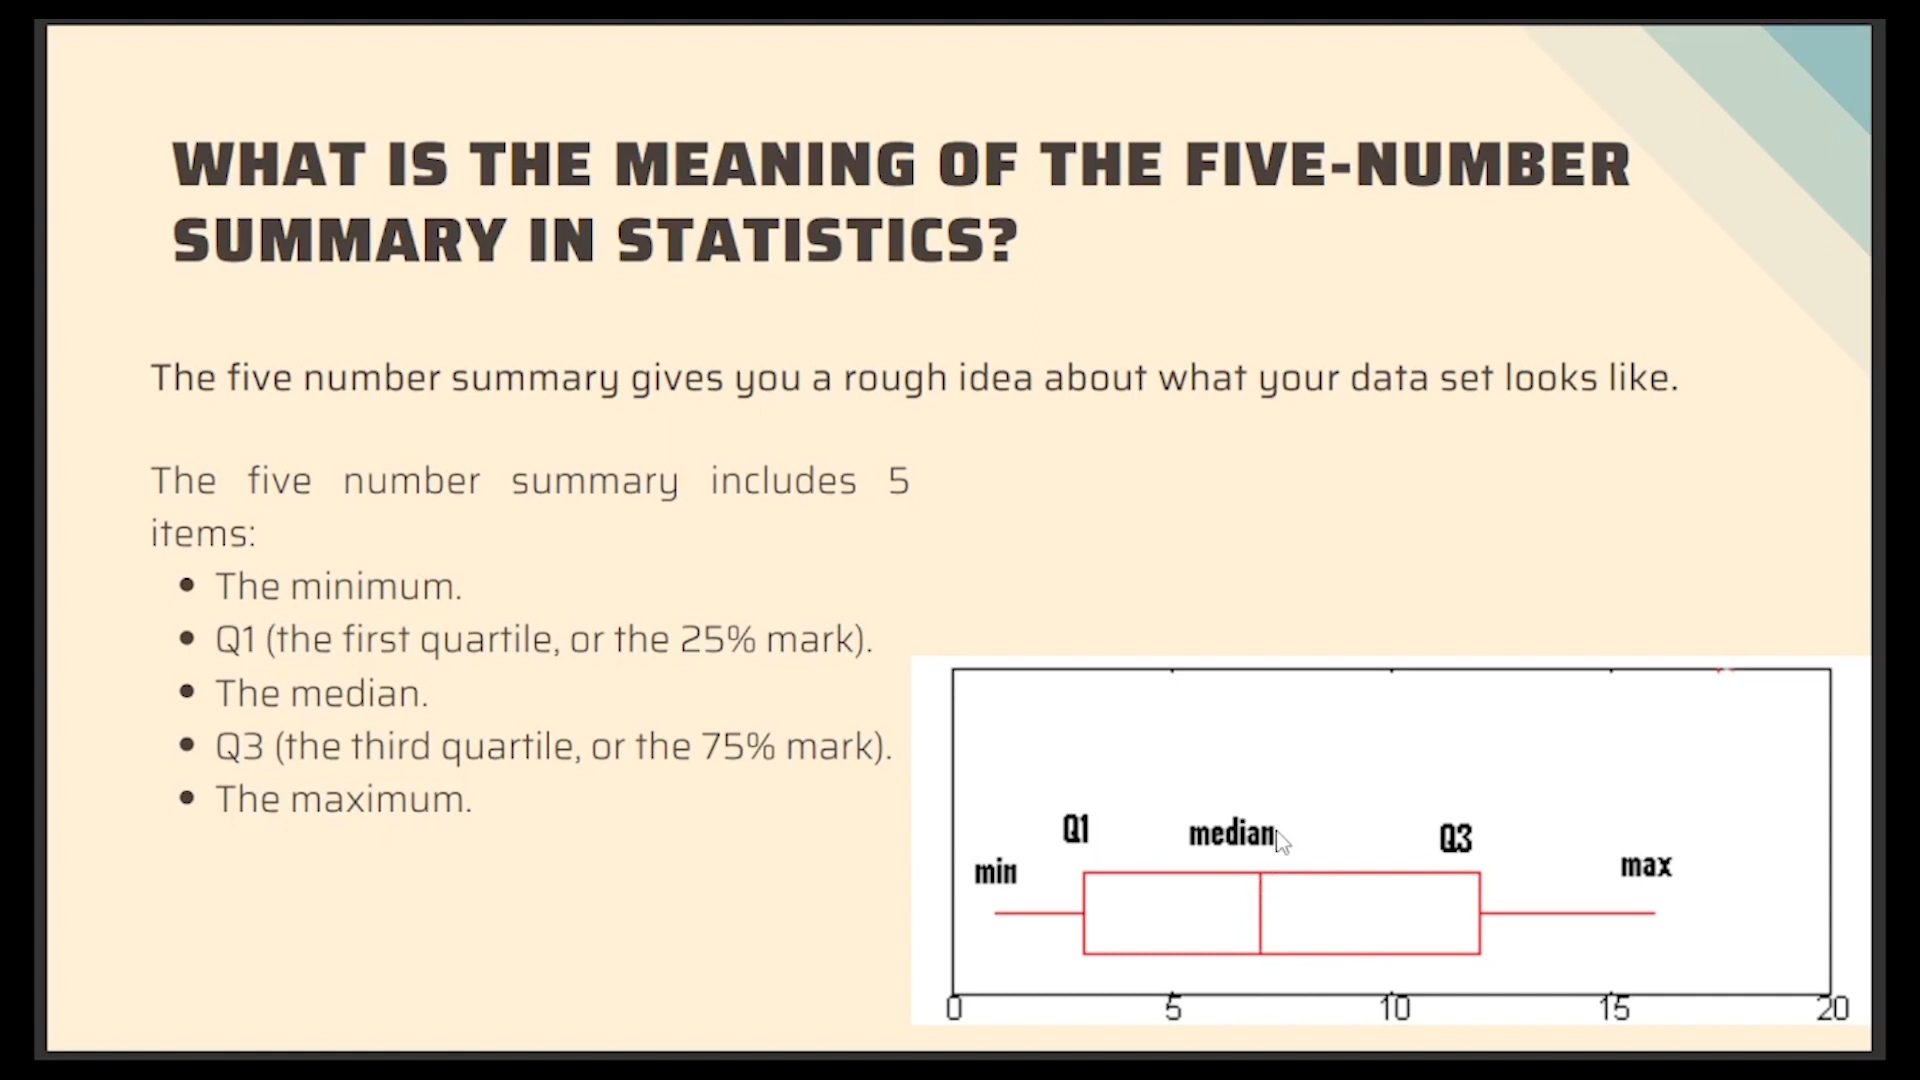 WHAT IS THE MEANING OF THE FIVE-NUMBER
SUMMARY IN STATISTICS?
The five number summary gives you a rough idea about what your data set looks like.
The five number summary includes 5
items:
• The minimum.
• Q1 (the first quartile, or the 25% mark).
• The median.
• Q3 (the third quartile, or the 75% mark).
• The maximum.
min
Q1
median
Q3
max
0 5 10 15 20